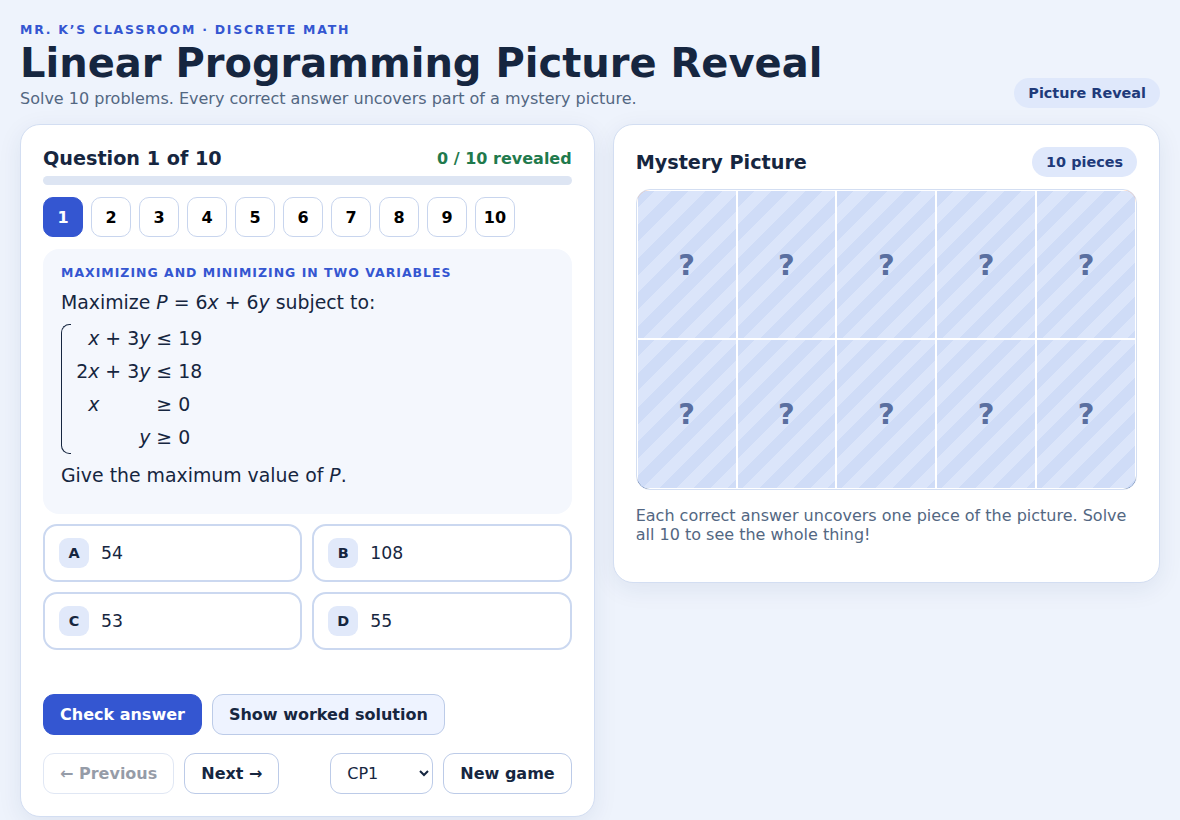 MR. K’S CLASSROOM · DISCRETE MATH
Linear Programming Picture Reveal
Solve 10 problems. Every correct answer uncovers part of a mystery picture.
Picture Reveal
Question 1 of 10
0 / 10 revealed
1 2 3 4 5 6 7 8 9 10
MAXIMIZING AND MINIMIZING IN TWO VARIABLES
Maximize P = 6x + 6y subject to:
x + 3y ≤ 19
2x + 3y ≤ 18
x ≥ 0
y ≥ 0
Give the maximum value of P.
A 54
B 108
C 53
D 55
Check answer
Show worked solution
← Previous
Next →
CP1
New game
Mystery Picture
10 pieces
? ? ? ? ?
? ? ? ? ?
Each correct answer uncovers one piece of the picture. Solve
all 10 to see the whole thing!